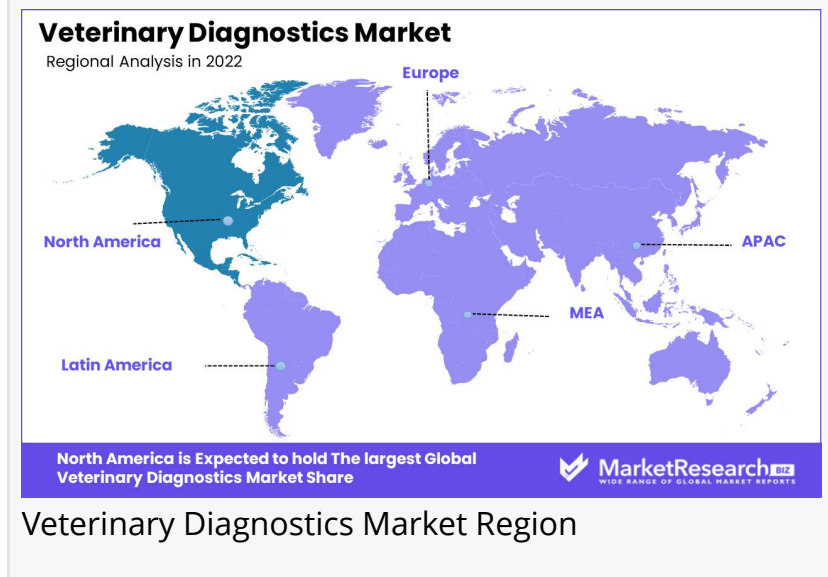 Veterinary Diagnostics Market
Regional Analysis in 2022
Europe
North America
APAC
MEA
Latin America
North America is Expected to hold The largest Global
Veterinary Diagnostics Market Share
MarketResearch BIZ
WIDE RANGE OF GLOBAL MARKET REPORTS
Veterinary Diagnostics Market Region